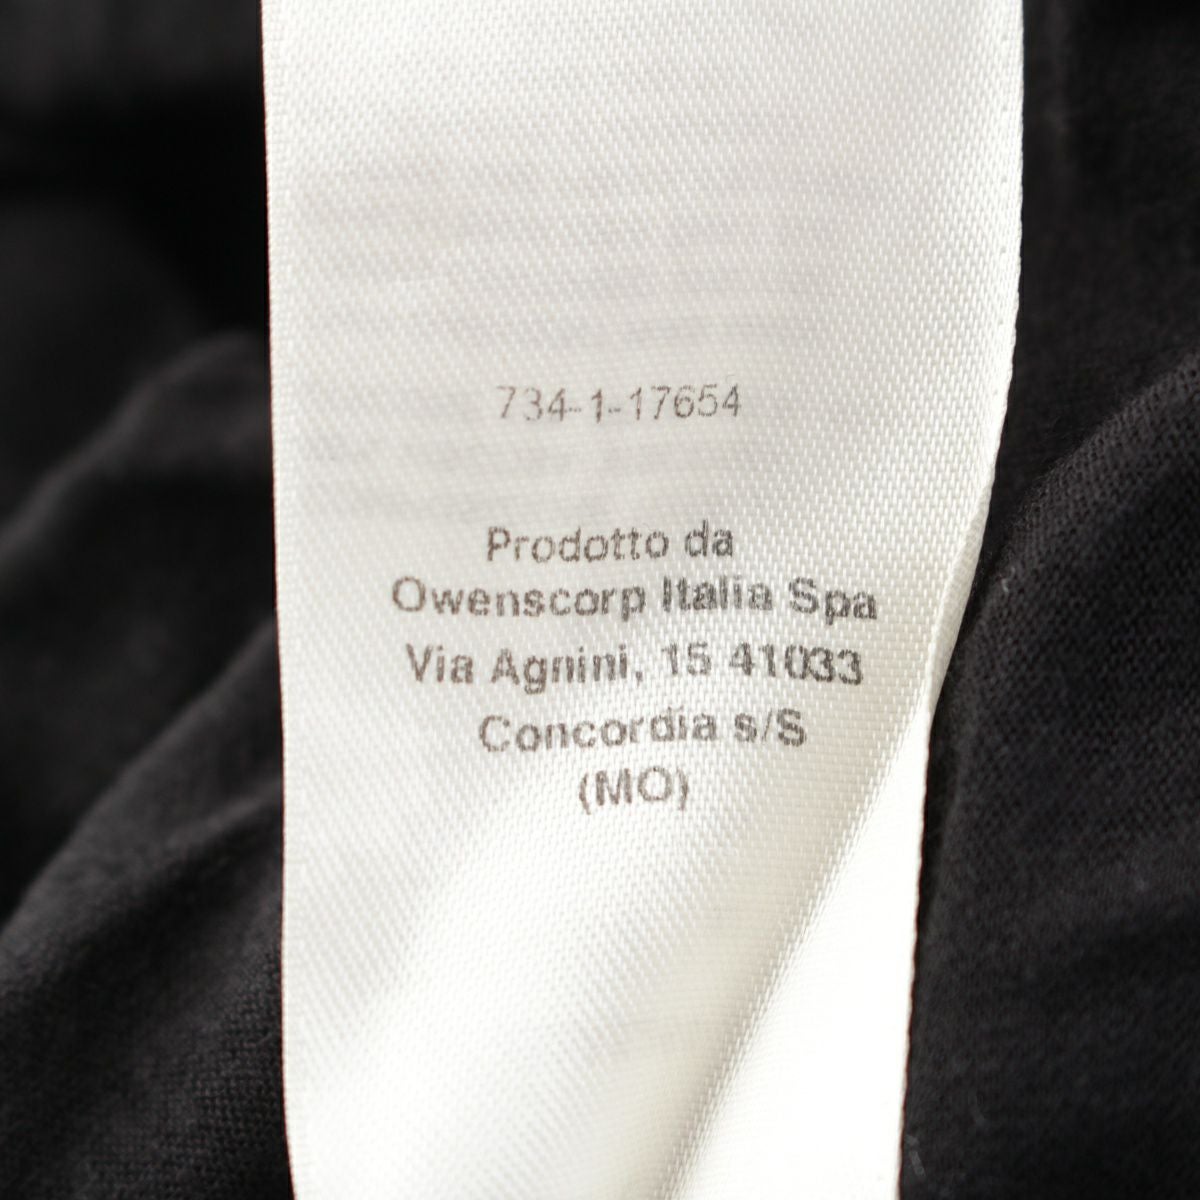 734-1-17654
Prodotto da
Owenscorp Italia Spa
Via Agnini, 15 41033
Concordia s/S
(MO)